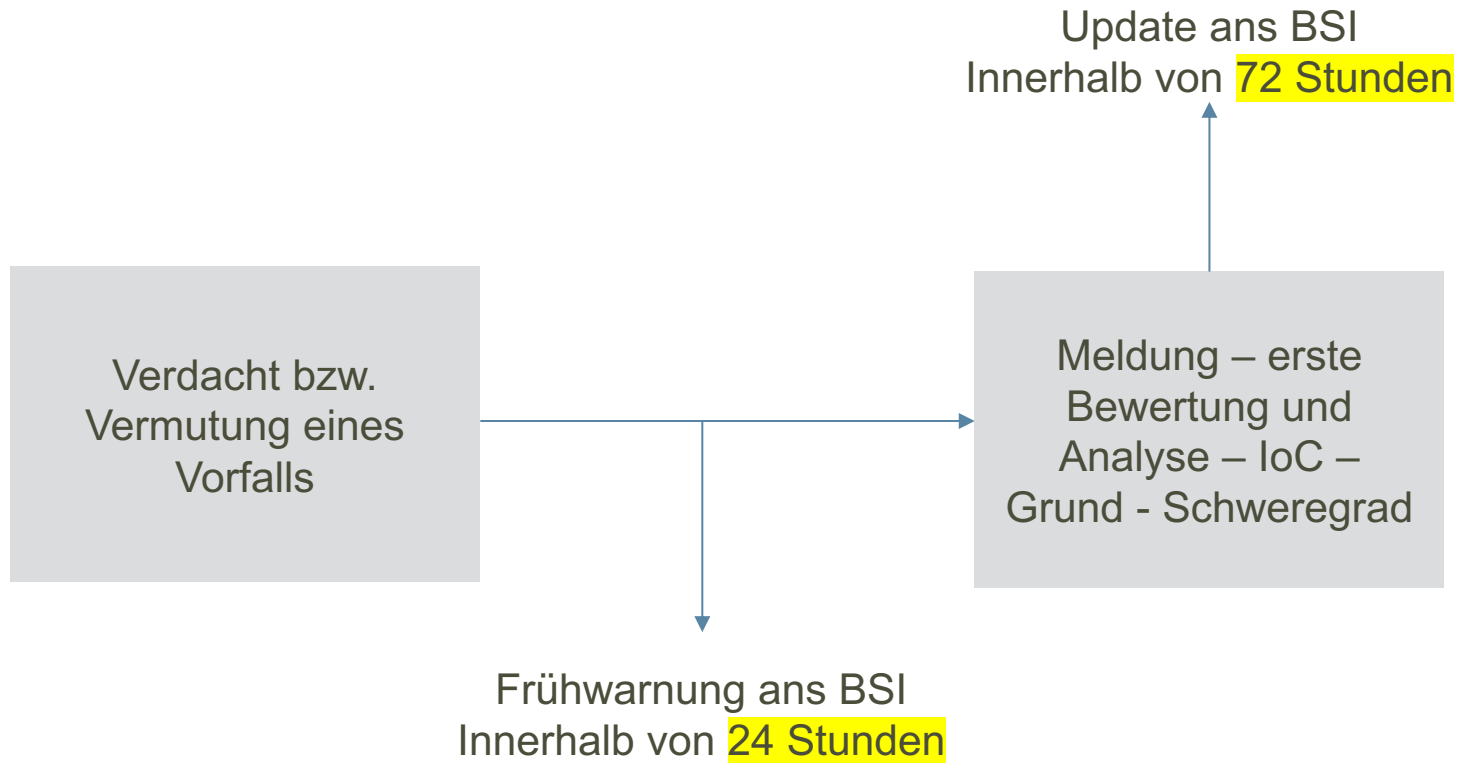 Update ans BSI
Innerhalb von 72 Stunden
Verdacht bzw.
Vermutung eines
Vorfalls
Meldung – erste
Bewertung und
Analyse – IoC –
Grund - Schweregrad
Frühwarnung ans BSI
Innerhalb von 24 Stunden